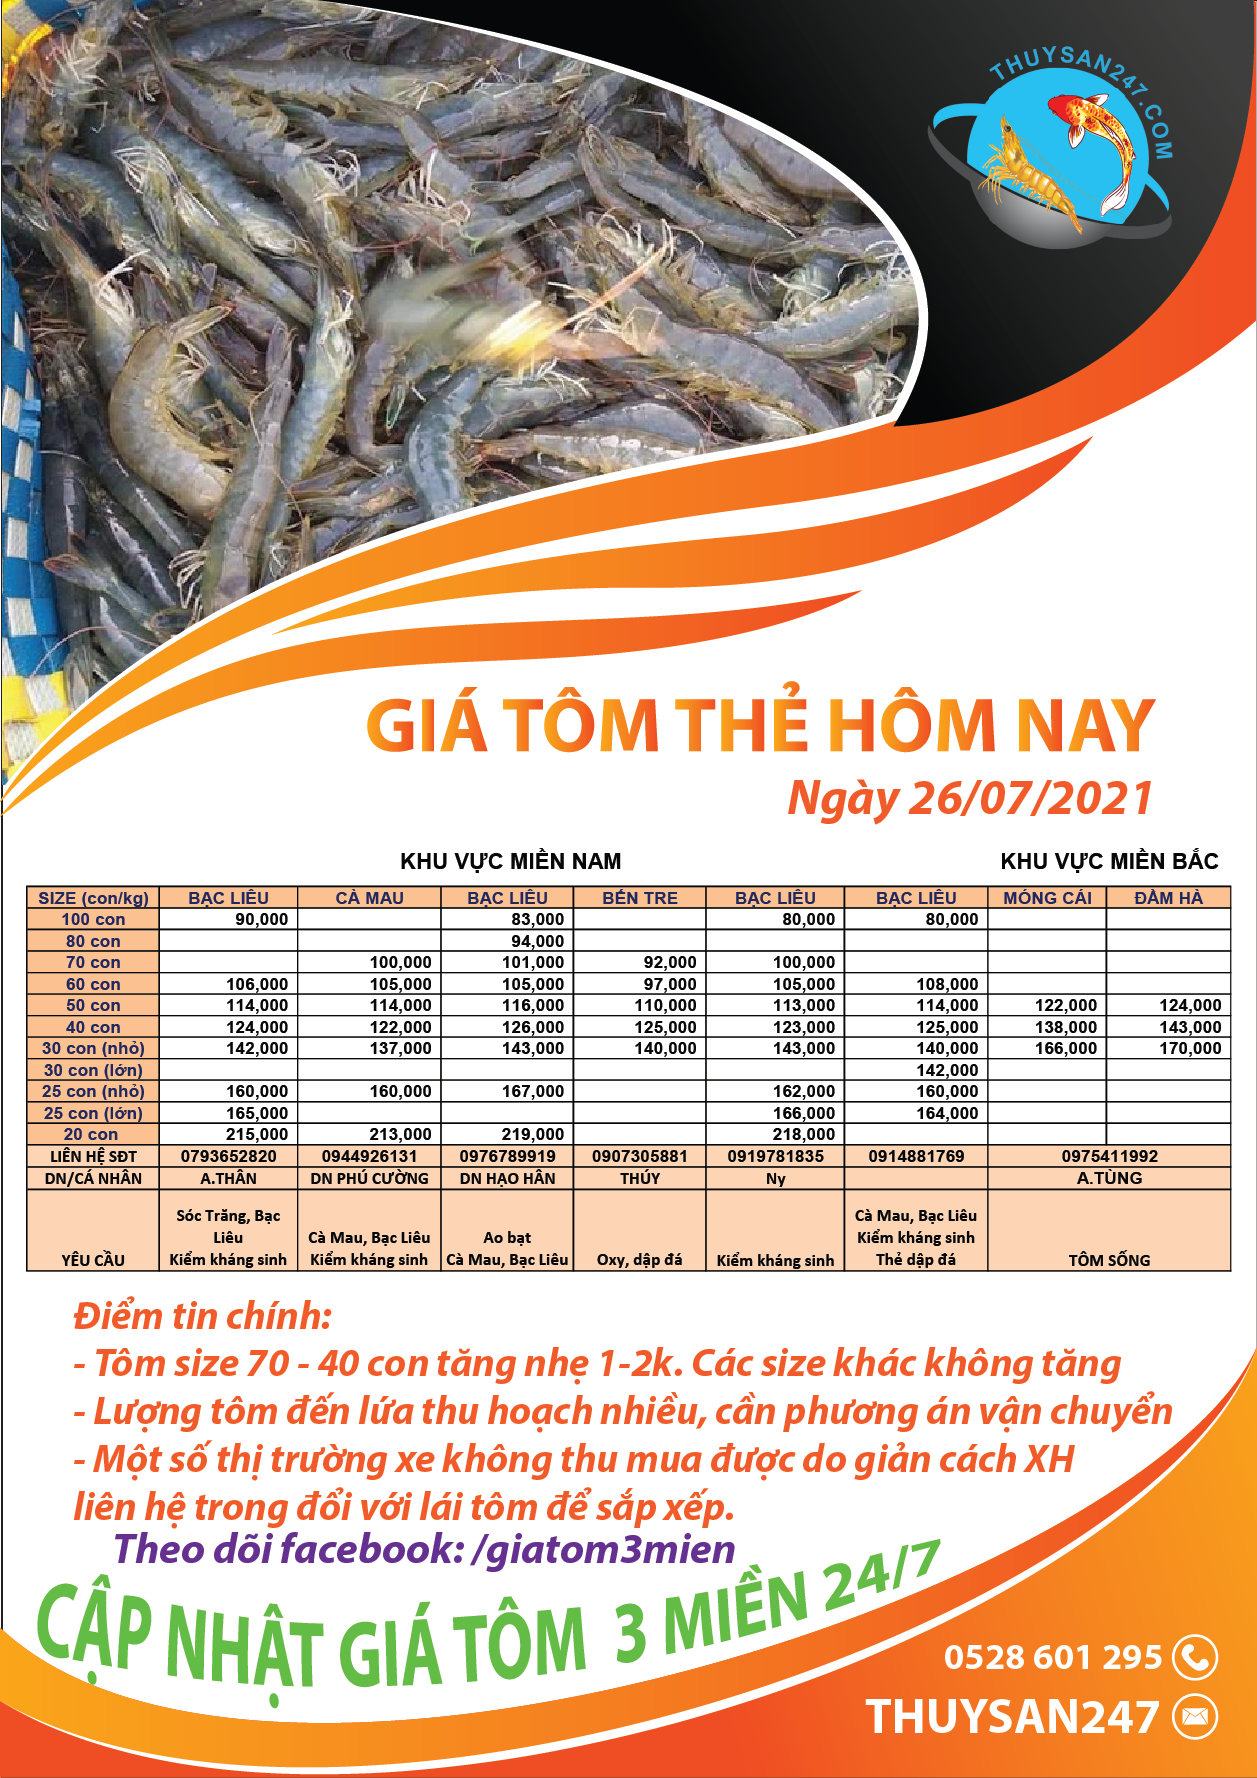 THUYSAN247.COM
GIÁ TÔM THẺ HÔM NAY
Ngày 26/07/2021
KHU VỰC MIỀN NAM KHU VỰC MIỀN BẮC
SIZE (con/kg) BẠC LIÊU CÀ MAU BẠC LIÊU BẾN TRE BẠC LIÊU BẠC LIÊU MÓNG CÁI ĐẦM HÀ
100 con 90,000 83,000 80,000 80,000
80 con 94,000
70 con 100,000 101,000 92,000 100,000
60 con 106,000 105,000 105,000 97,000 105,000 108,000
50 con 114,000 114,000 116,000 110,000 113,000 114,000 122,000 124,000
40 con 124,000 122,000 126,000 125,000 123,000 125,000 138,000 143,000
30 con (nhỏ) 142,000 137,000 143,000 140,000 143,000 140,000 166,000 170,000
30 con (lớn) 142,000
25 con (nhỏ) 160,000 160,000 167,000 162,000 160,000
25 con (lớn) 165,000 166,000 164,000
20 con 215,000 213,000 219,000 218,000
LIÊN HỆ SĐT 0793652820 0944926131 0976789919 0907305881 0919781835 0914881769 0975411992
DN/CÁ NHÂN A.THÂN DN PHÚ CƯỜNG DN HẠO HÂN THÚY Ny A.TÙNG
Sóc Trăng, Bạc Cà Mau, Bạc Liêu
Liêu Cà Mau, Bạc Liêu Ao bạt Kiểm kháng sinh
YÊU CẦU Kiểm kháng sinh Kiểm kháng sinh Cà Mau, Bạc Liêu Oxy, dập đá Kiểm kháng sinh Thẻ dập đá TÔM SỐNG
Điểm tin chính:
- Tôm size 70 - 40 con tăng nhẹ 1-2k. Các size khác không tăng
- Lượng tôm đến lứa thu hoạch nhiều, cần phương án vận chuyển
- Một số thị trường xe không thu mua được do giản cách XH
liên hệ trong đổi với lái tôm để sắp xếp.
Theo dõi facebook: /giatom3mien
CẬP NHẬT GIÁ TÔM 3 MIỀN 24/7
0528 601 295
THUYSAN247